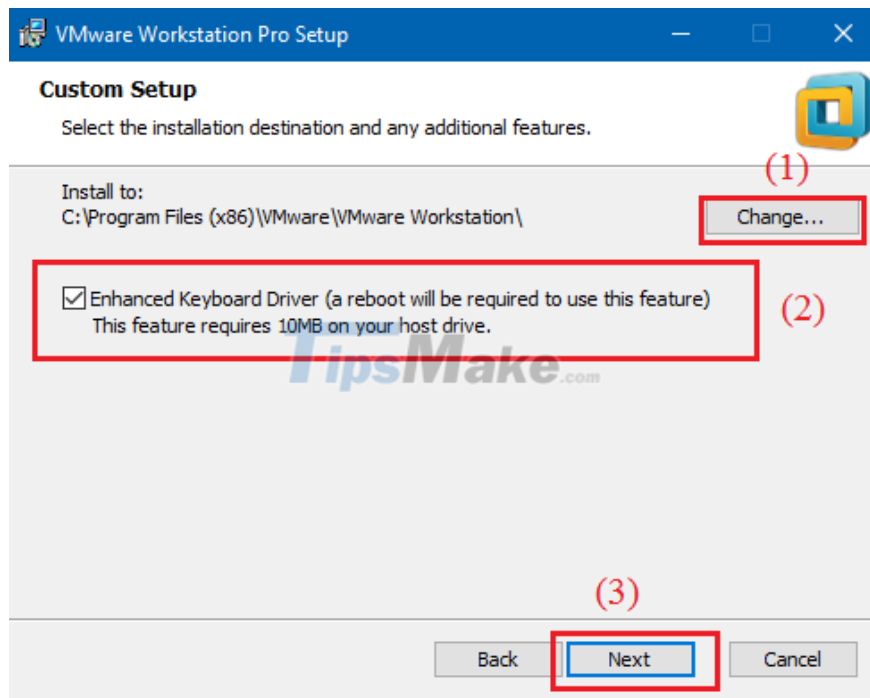 VMware Workstation Pro Setup
Custom Setup
Select the installation destination and any additional features.
(1)
Install to:
C:\Program Files (x86)\VMware\VMware Workstation\
Change...
Enhanced Keyboard Driver (a reboot will be required to use this feature)
This feature requires 10MB on your host drive.
(2)
TipsMake.com
(3)
Back Next Cancel